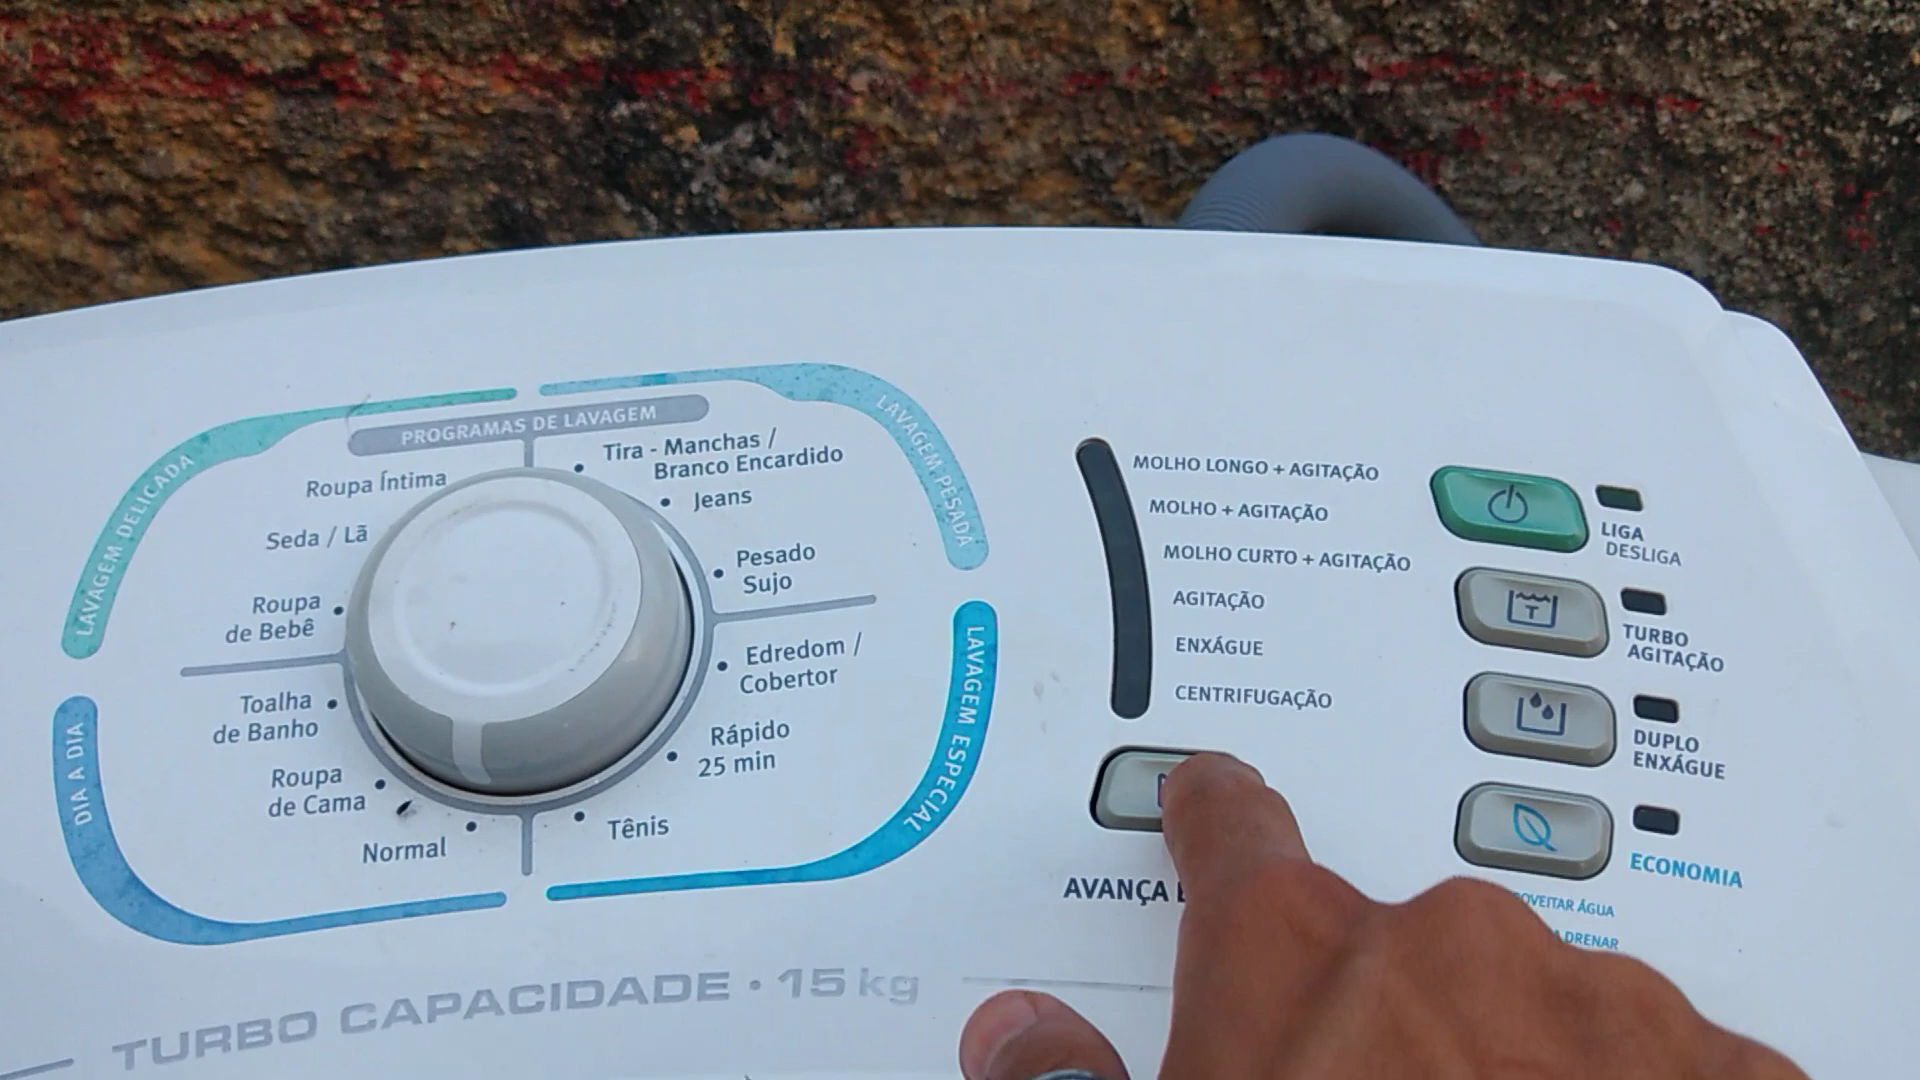 PROGRAMAS DE LAVAGEM
LAVAGEM DELICADA
Roupa Íntima
Seda / Lã
Roupa
de Bebê
LAVAGEM PESADA
Tira - Manchas /
Branco Encardido
Jeans
Pesado
Sujo
DIA A DIA
Toalha
de Banho
Roupa
de Cama
Normal
LAVAGEM ESPECIAL
Edredom /
Cobertor
Rápido
25 min
Tênis
MOLHO LONGO + AGITAÇÃO
MOLHO + AGITAÇÃO
MOLHO CURTO + AGITAÇÃO
AGITAÇÃO
ENXÁGUE
CENTRIFUGAÇÃO
AVANÇA
LIGA
DESLIGA
T
TURBO
AGITAÇÃO
DUPLO
ENXÁGUE
ECONOMIA
ÁGUA
DRENAR
TURBO CAPACIDADE • 15 kg